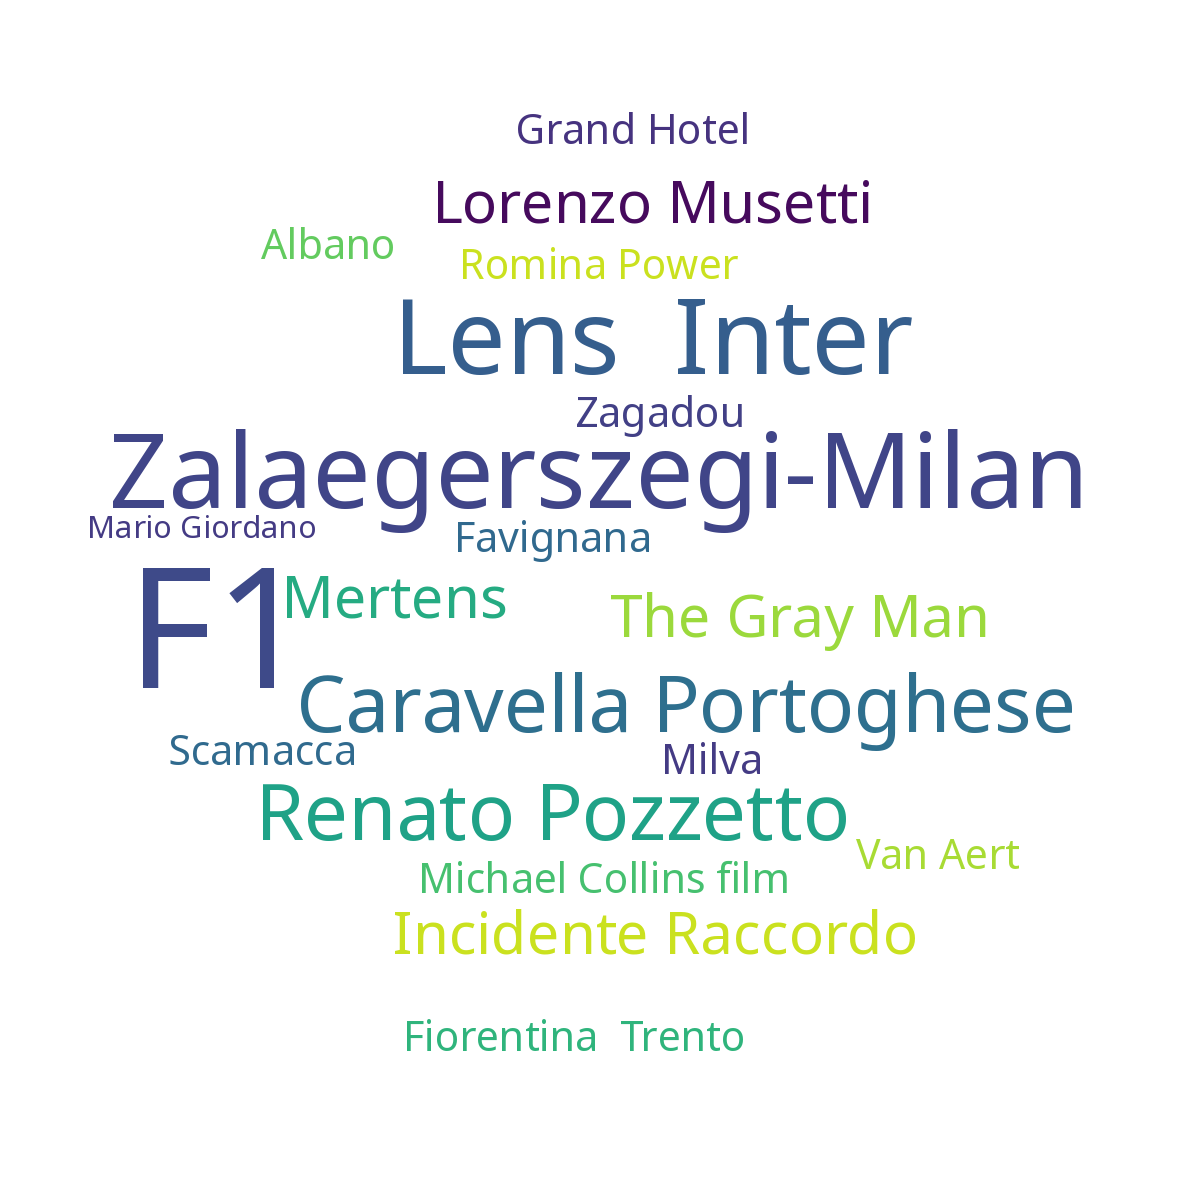 Grand Hotel
Lorenzo Musetti
Albano
Romina Power
Lens  Inter
Zagadou
Zalaegerszegi-Milan
Mario Giordano
Favignana
F1
Mertens
The Gray Man
Caravella Portoghese
Scamacca
Milva
Renato Pozzetto
Van Aert
Michael Collins film
Incidente Raccordo
Fiorentina  Trento